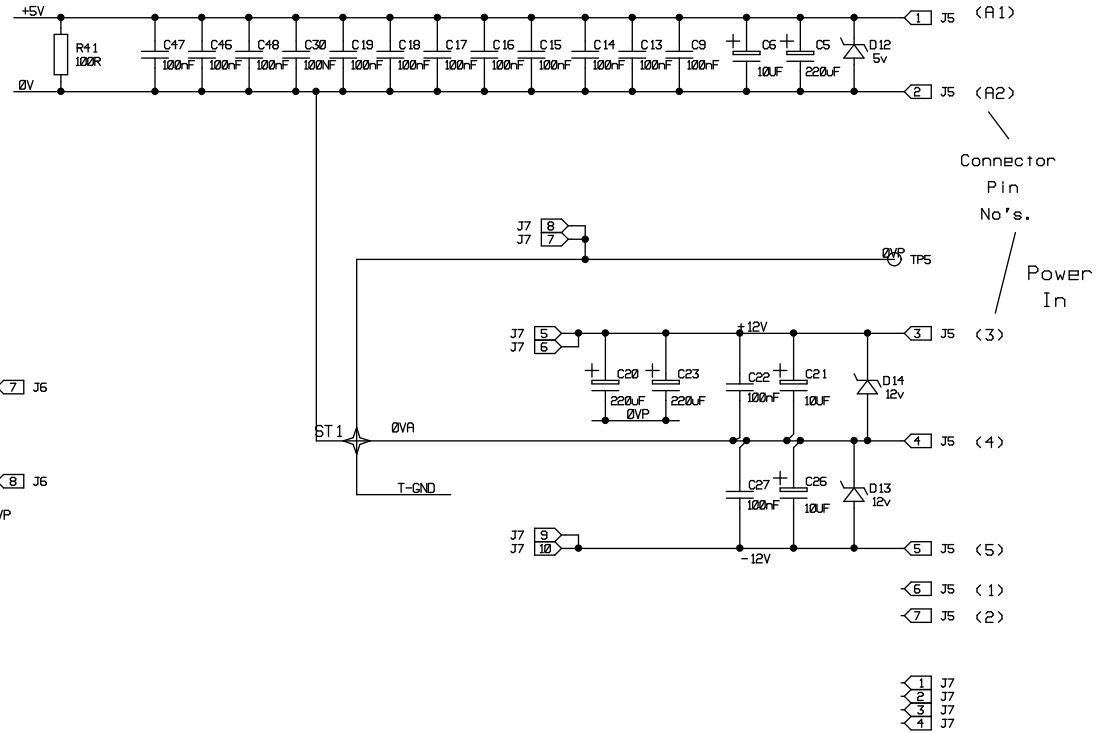 +5V
R41
100R
C47
100nF
C46
100nF
C48
100nF
C30
100NF
C19
100nF
C18
100nF
C17
100nF
C16
100nF
C15
100nF
C14
100nF
C13
100nF
C9
100nF
+
C6
10UF
+
C5
220uF
D12
5v
1 J5 (A1)
0V
2 J5 (A2)
Connector
Pin
No's.
Power
In
J7 8
J7 7
0VP TP5
J7 5
J7 6
+12V
3 J5 (3)
+
C20
220uF
+
C23
220uF
0VP
C22
100nF
+
C21
10UF
D14
12v
7 J6
ST1
0VA
4 J5 (4)
8 J6
VP
T-GND
C27
100nF
+
C26
10UF
D13
12v
J7 9
J7 10
-12V
5 J5 (5)
6 J5 (1)
7 J5 (2)
1 J7
2 J7
3 J7
4 J7